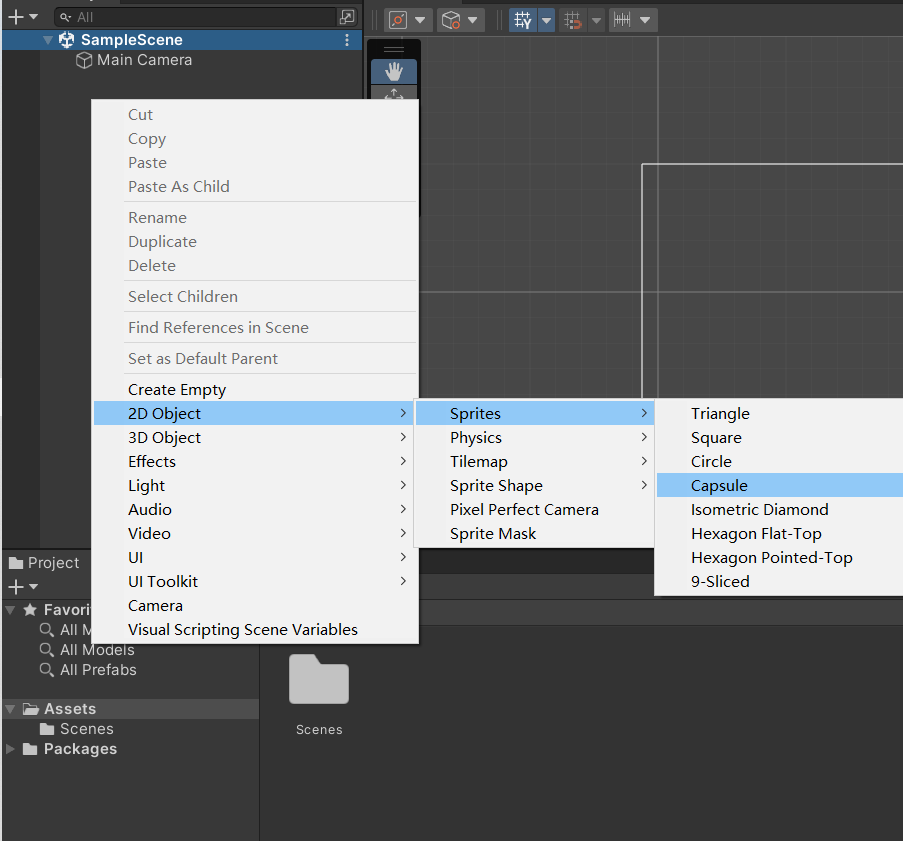 All
SampleScene
Main Camera
Cut
Copy
Paste
Paste As Child
Rename
Duplicate
Delete
Select Children
Find References in Scene
Set as Default Parent
Create Empty
2D Object
3D Object
Effects
Light
Audio
Video
UI
UI Toolkit
Camera
Visual Scripting Scene Variables
Sprites
Physics
Tilemap
Sprite Shape
Pixel Perfect Camera
Sprite Mask
Triangle
Square
Circle
Capsule
Isometric Diamond
Hexagon Flat-Top
Hexagon Pointed-Top
9-Sliced
Project
Favori
All M
All Models
All Prefabs
Assets
Scenes
Packages
Scenes